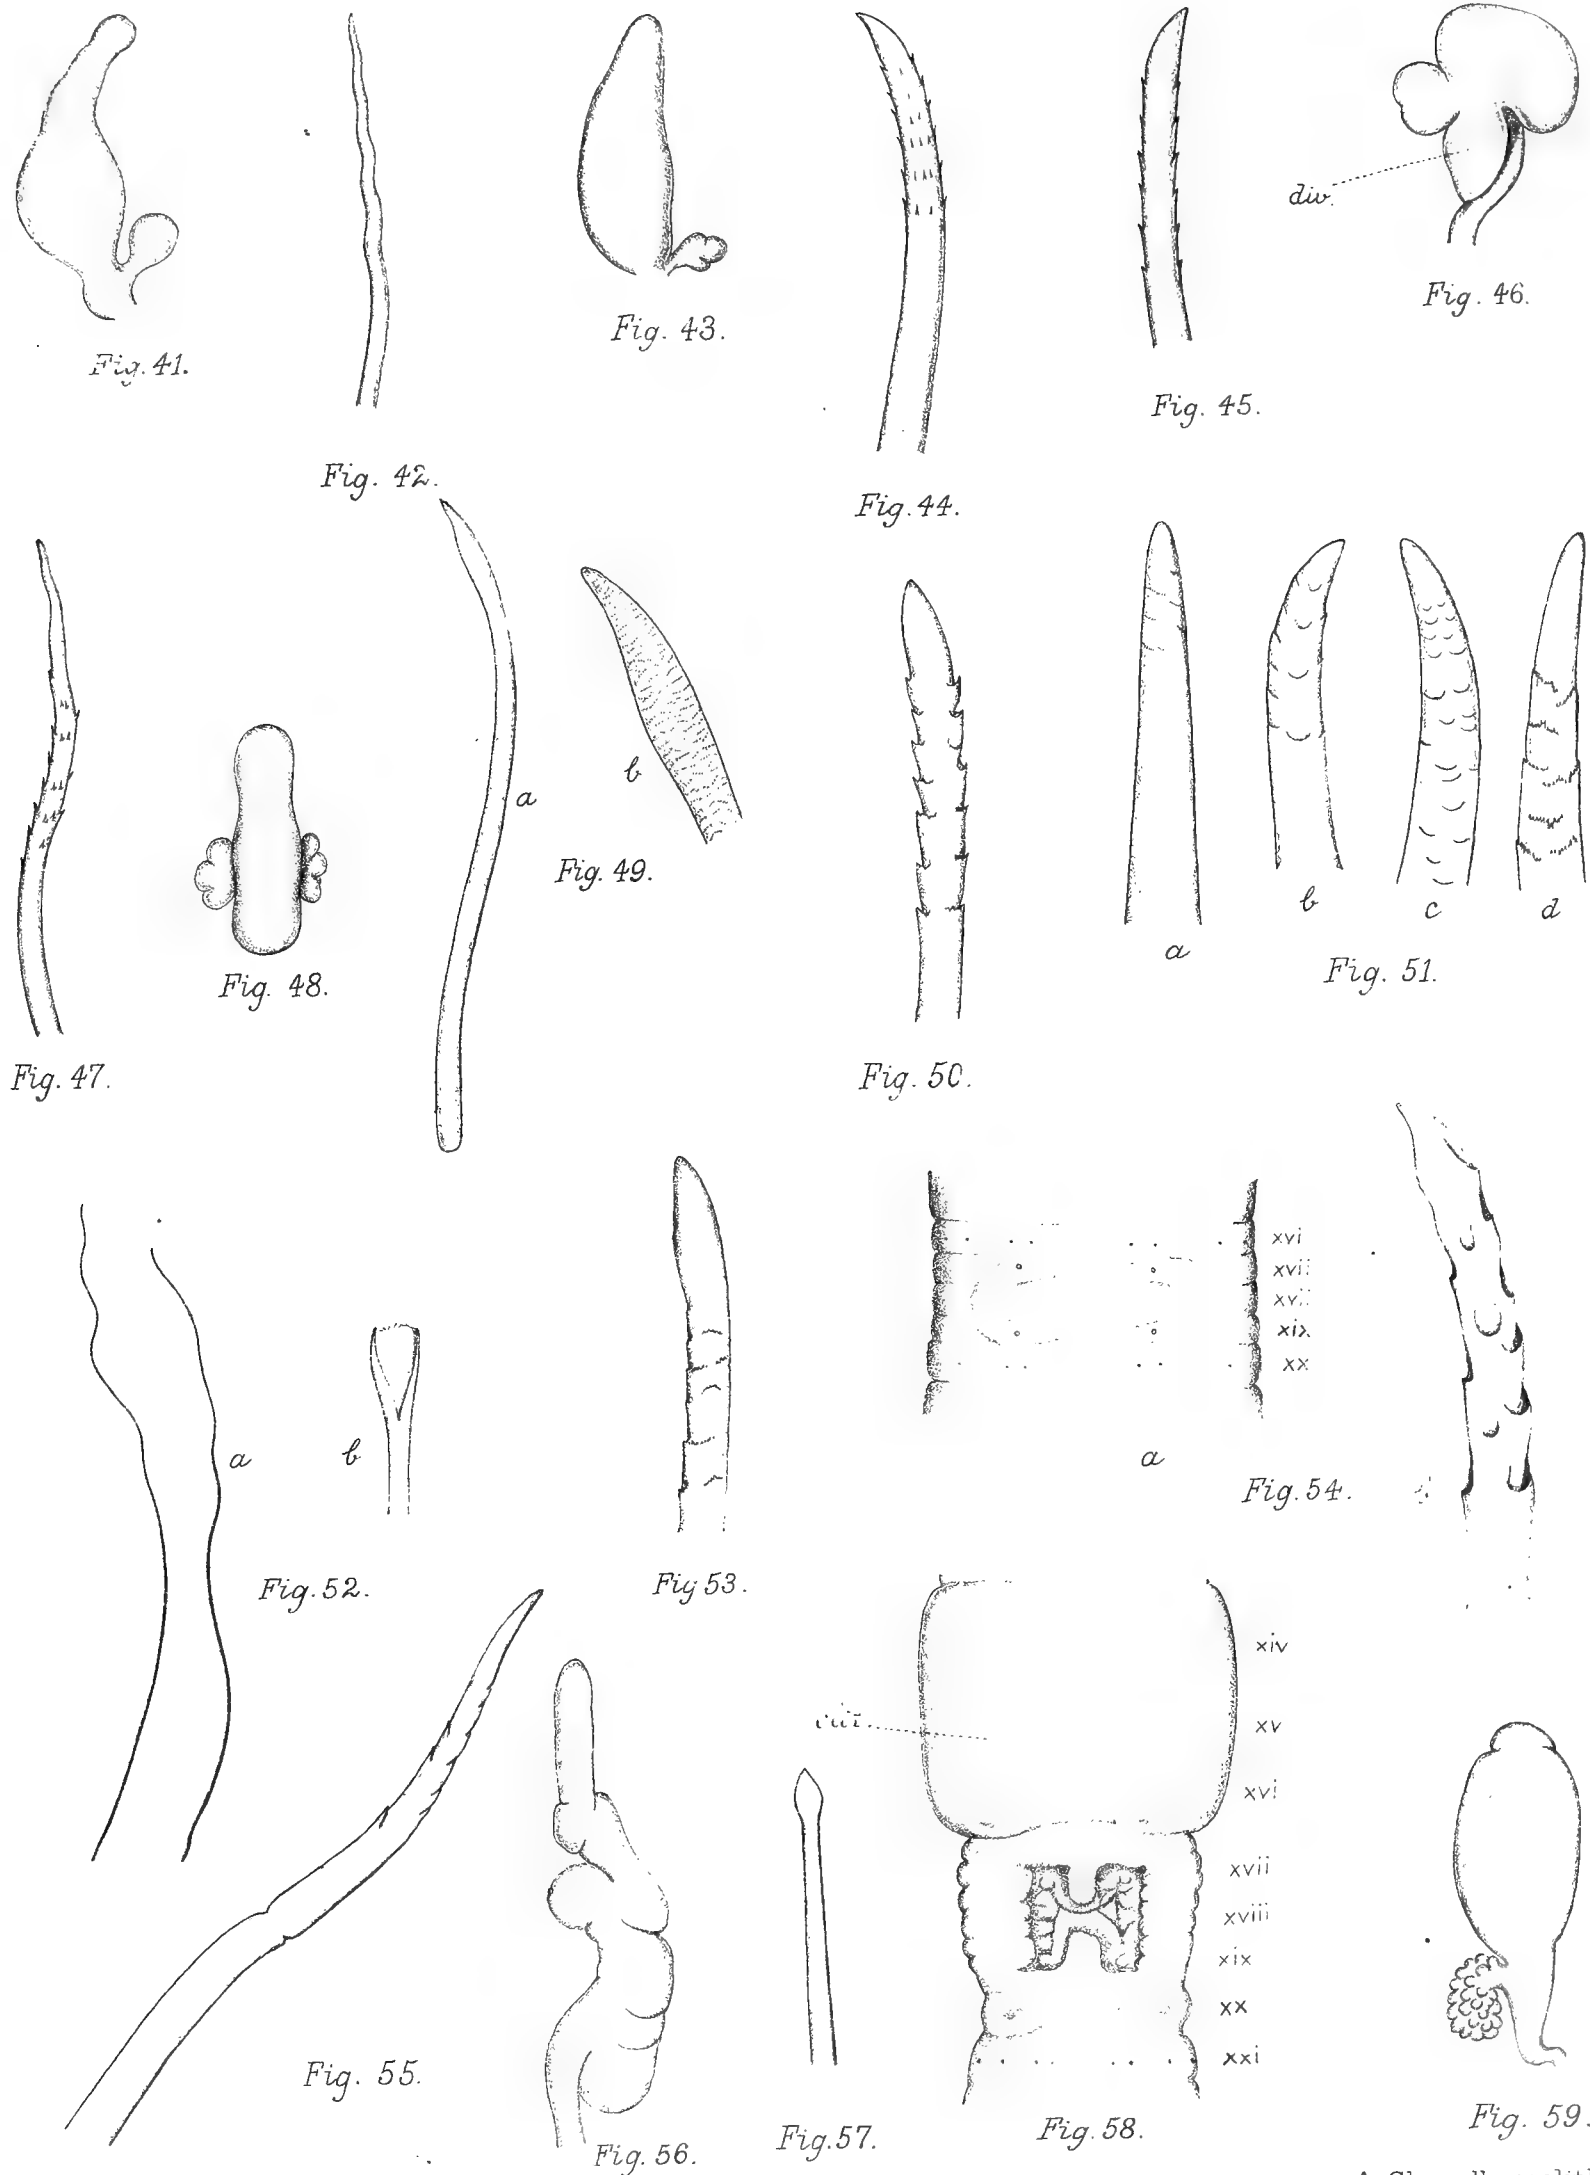 div.
Fig. 41.
Fig. 42.
Fig. 43.
Fig. 44.
Fig. 45.
Fig. 46.
a
b
a
b
c
d
Fig. 47.
Fig. 48.
Fig. 49.
Fig. 50.
Fig. 51.
xvi
xvii
xvii
xix
xx
a
b
a
Fig. 52.
Fig 53.
Fig. 54.
xiv
xv
xvi
xvii
xviii
xix
xx
xxi
Fig. 55.
Fig. 56.
Fig. 57.
Fig. 58.
Fig. 59.